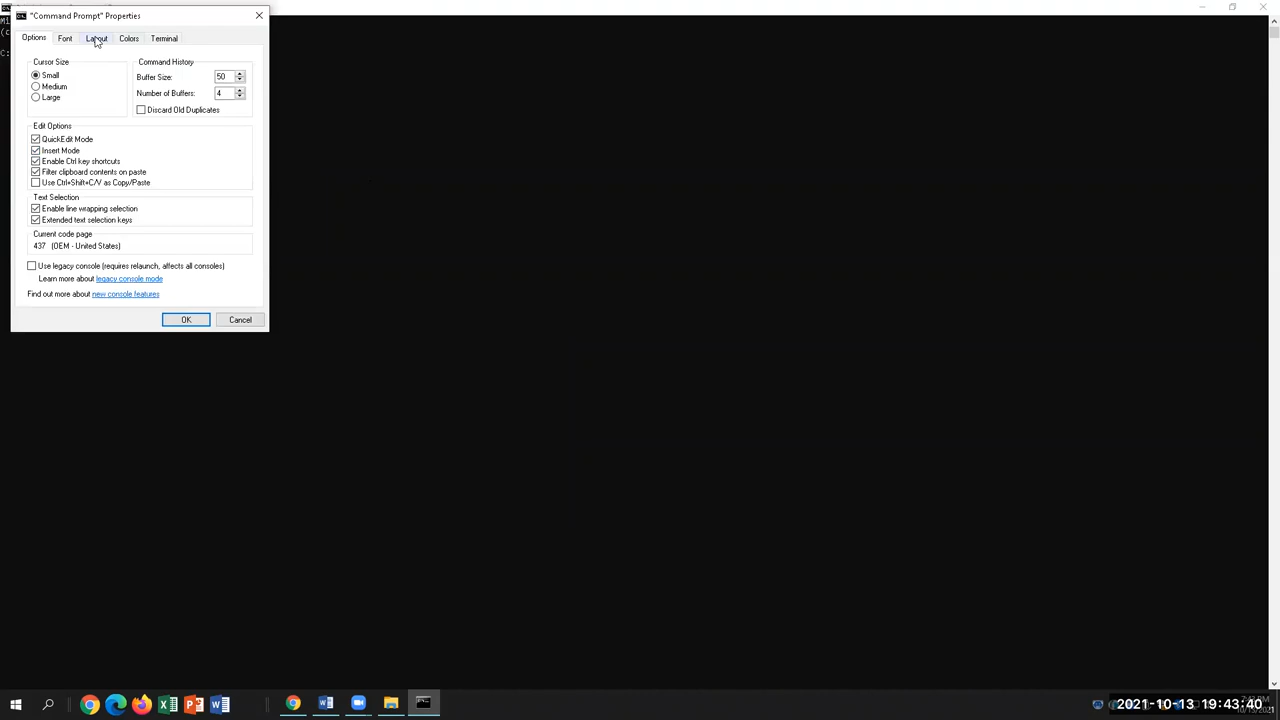 "Command Prompt" Properties
Options Font Layout Colors Terminal
Cursor Size
Small
Medium
Large
Command History
Buffer Size: 50
Number of Buffers: 4
Discard Old Duplicates
Edit Options
QuickEdit Mode
Insert Mode
Enable Ctrl key shortcuts
Filter clipboard contents on paste
Use Ctrl+Shift+C/V as Copy/Paste
Text Selection
Enable line wrapping selection
Extended text selection keys
Current code page
437 (OEM - United States)
Use legacy console (requires relaunch, affects all consoles)
Learn more about legacy console mode
Find out more about new console features
OK Cancel
2021-10-13 19:43:40